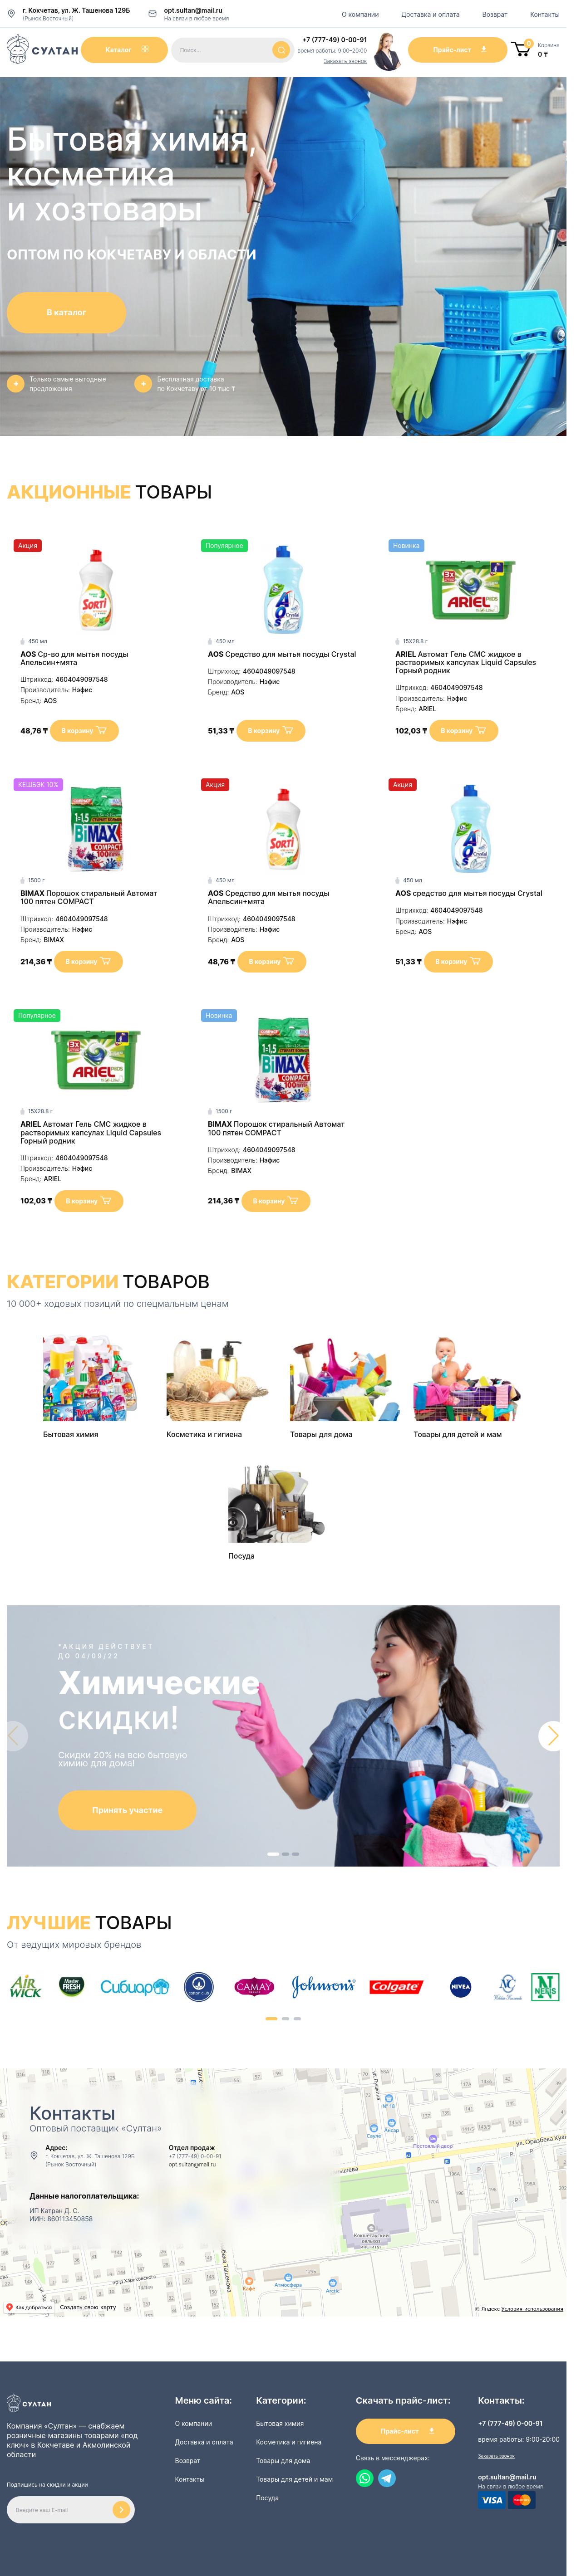 г. Кокчетав, ул. Ж. Ташенова 129Б
(Рынок Восточный)
opt.sultan@mail.ru
На связи в любое время
О компании
Доставка и оплата
Возврат
Контакты
СУЛТАН
Каталог
Поиск...
+7 (777-49) 0-00-91
время работы: 9:00-20:00
Заказать звонок
Прайс-лист
Корзина
0 ₸
Бытовая химия,
косметика
и хозтовары
ОПТОМ ПО КОКЧЕТАВУ И ОБЛАСТИ
В каталог
Только самые выгодные
предложения
Бесплатная доставка
по Кокчетаву от 10 тыс ₸
АКЦИОННЫЕ ТОВАРЫ
Акция
450 мл
AOS Ср-во для мытья посуды
Апельсин+мята
Штрихкод: 4604049097548
Производитель: Нэфис
Бренд: AOS
48,76 ₸
В корзину
Популярное
450 мл
AOS Средство для мытья посуды Crystal
Штрихкод: 4604049097548
Производитель: Нэфис
Бренд: AOS
51,33 ₸
В корзину
Новинка
15X28.8 г
ARIEL Автомат Гель СМС жидкое в
растворимых капсулах Liquid Capsules
Горный родник
Штрихкод: 4604049097548
Производитель: Нэфис
Бренд: ARIEL
102,03 ₸
В корзину
КЕШБЭК 10%
1500 г
BIMAX Порошок стиральный Автомат
100 пятен COMPACT
Штрихкод: 4604049097548
Производитель: Нэфис
Бренд: BIMAX
214,36 ₸
В корзину
Акция
450 мл
AOS Средство для мытья посуды
Апельсин+мята
Штрихкод: 4604049097548
Производитель: Нэфис
Бренд: AOS
48,76 ₸
В корзину
Акция
450 мл
AOS средство для мытья посуды Crystal
Штрихкод: 4604049097548
Производитель: Нэфис
Бренд: AOS
51,33 ₸
В корзину
Популярное
15X28.8 г
ARIEL Автомат Гель СМС жидкое в
растворимых капсулах Liquid Capsules
Горный родник
Штрихкод: 4604049097548
Производитель: Нэфис
Бренд: ARIEL
102,03 ₸
В корзину
Новинка
1500 г
BIMAX Порошок стиральный Автомат
100 пятен COMPACT
Штрихкод: 4604049097548
Производитель: Нэфис
Бренд: BIMAX
214,36 ₸
В корзину
КАТЕГОРИИ ТОВАРОВ
10 000+ ходовых позиций по спецмальным ценам
Бытовая химия
Косметика и гигиена
Товары для дома
Товары для детей и мам
Посуда
*АКЦИЯ ДЕЙСТВУЕТ
ДО 04/09/22
Химические
скидки!
Скидки 20% на всю бытовую
химию для дома!
Принять участие
ЛУЧШИЕ ТОВАРЫ
От ведущих мировых брендов
AIR WICK
Master FRESH
Сибиар
cotton club
CAMAY
Johnson's
Colgate
NIVEA
NEFIS
Контакты
Оптовый поставщик «Султан»
Адрес:
г. Кокчетав, ул. Ж. Ташенова 129Б
(Рынок Восточный)
Отдел продаж
+7 (777-49) 0-00-91
opt.sultan@mail.ru
Данные налогоплательщика:
ИП Катран Д. С.
ИИН: 860113450858
Как добраться
Создать свою карту
© Яндекс Условия использования
СУЛТАН
Компания «Султан» — снабжаем
розничные магазины товарами «под
ключ» в Кокчетаве и Акмолинской
области
Подпишись на скидки и акции
Введите ваш E-mail
Меню сайта:
О компании
Доставка и оплата
Возврат
Контакты
Категории:
Бытовая химия
Косметика и гигиена
Товары для дома
Товары для детей и мам
Посуда
Скачать прайс-лист:
Прайс-лист
Связь в мессенджерах:
Контакты:
+7 (777-49) 0-00-91
время работы: 9:00-20:00
Заказать звонок
opt.sultan@mail.ru
На связи в любое время
VISA
MasterCard